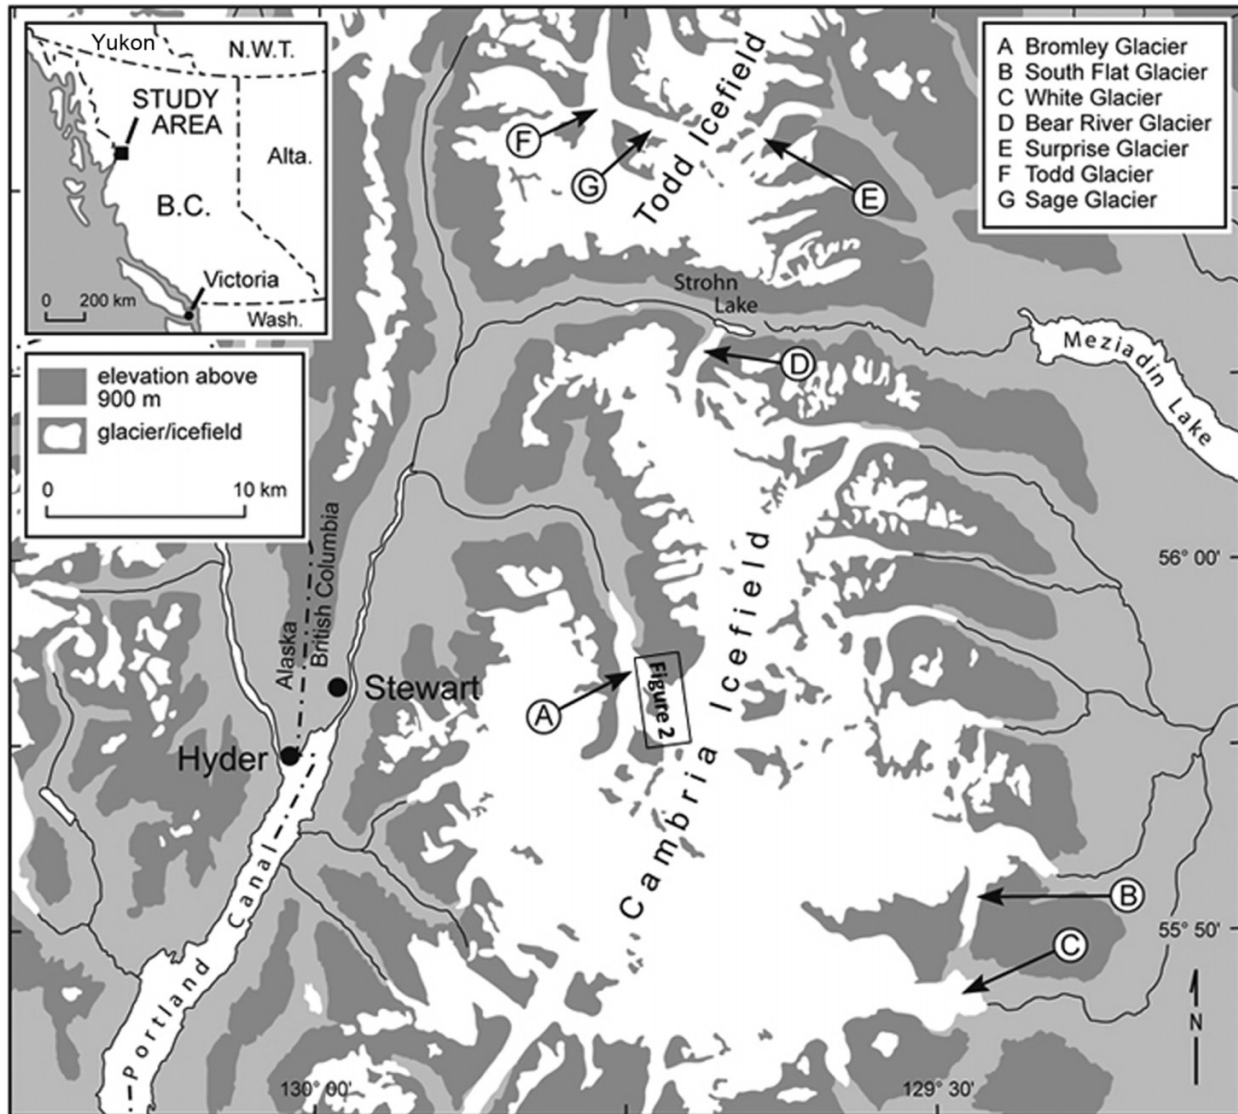 Yukon
N.W.T.
STUDY
AREA
Alta.
B.C.
Victoria
0 200 km
Wash.
elevation above
900 m
glacier/icefield
0 10 km
A Bromley Glacier
B South Flat Glacier
C White Glacier
D Bear River Glacier
E Surprise Glacier
F Todd Glacier
G Sage Glacier
F
G
Todd Icefield
E
Strohn
Lake
D
Meziadin
Lake
Alaska
British Columbia
56° 00'
Stewart
Hyder
A
Figure 2
Cambria Icefield
Portland Canal
B
C
55° 50'
N
130° 00'
129° 30'